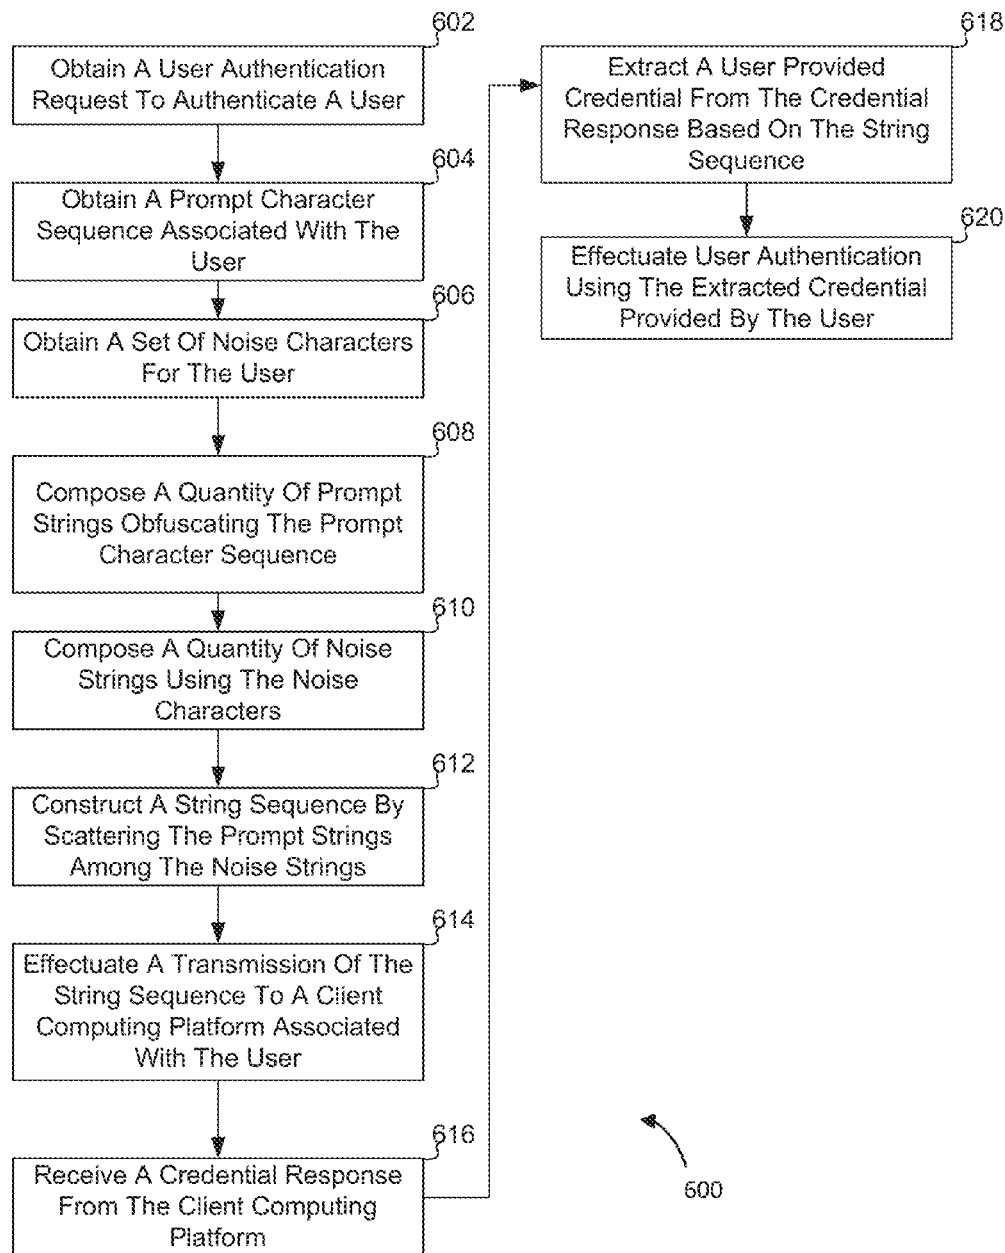 602
Obtain A User Authentication
Request To Authenticate A User
604
Obtain A Prompt Character
Sequence Associated With The
User
606
Obtain A Set Of Noise Characters
For The User
608
Compose A Quantity Of Prompt
Strings Obfuscating The Prompt
Character Sequence
610
Compose A Quantity Of Noise
Strings Using The Noise
Characters
612
Construct A String Sequence By
Scattering The Prompt Strings
Among The Noise Strings
614
Effectuate A Transmission Of The
String Sequence To A Client
Computing Platform Associated
With The User
616
Receive A Credential Response
From The Client Computing
Platform
618
Extract A User Provided
Credential From The Credential
Response Based On The String
Sequence
620
Effectuate User Authentication
Using The Extracted Credential
Provided By The User
600